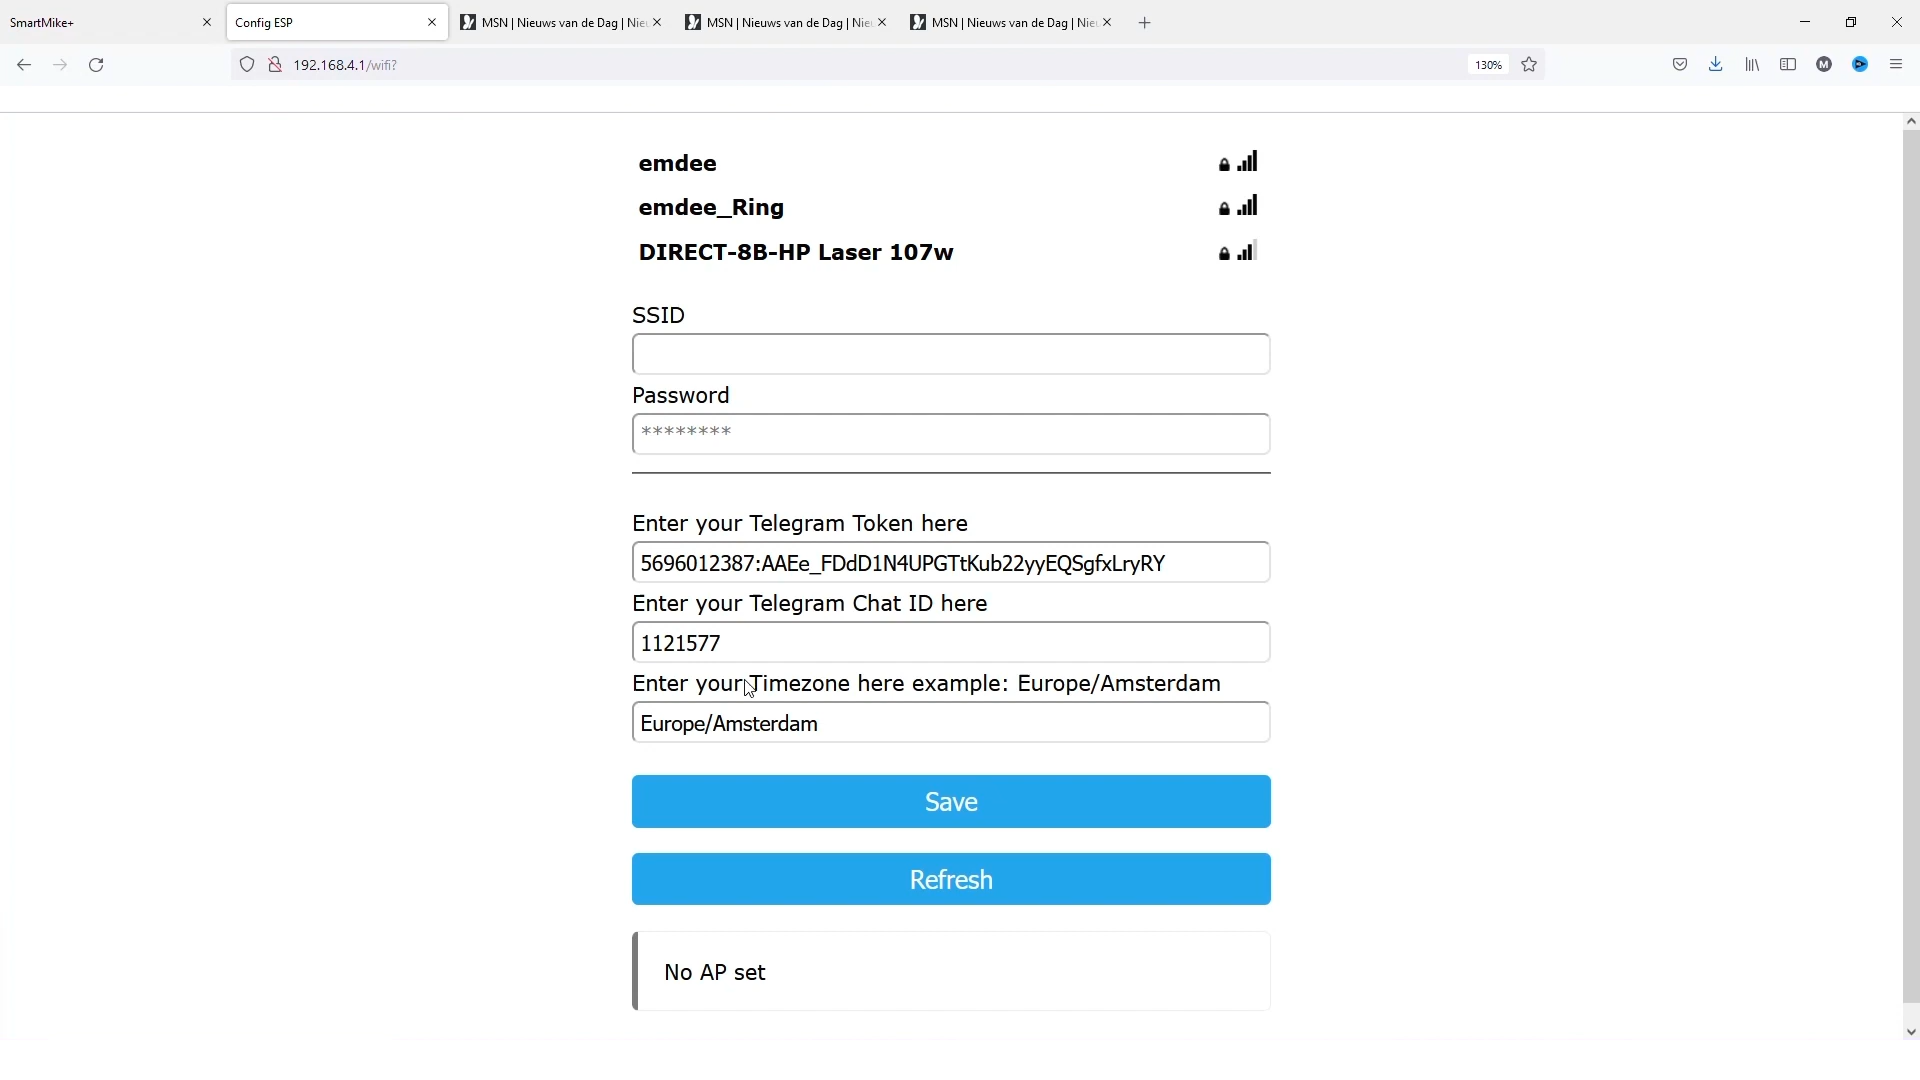 SmartMike+
Config ESP
MSN | Nieuws van de Dag | Nieu
MSN | Nieuws van de Dag | Nieu
MSN | Nieuws van de Dag | Nieu
192.168.4.1/wifi?
130%
M
emdee
emdee_Ring
DIRECT-8B-HP Laser 107w
SSID
Password
********
Enter your Telegram Token here
5696012387:AAEe_FDdD1N4UPGTtKub22yyEQSgfxLryRY
Enter your Telegram Chat ID here
1121577
Enter your Timezone here example: Europe/Amsterdam
Europe/Amsterdam
Save
Refresh
No AP set